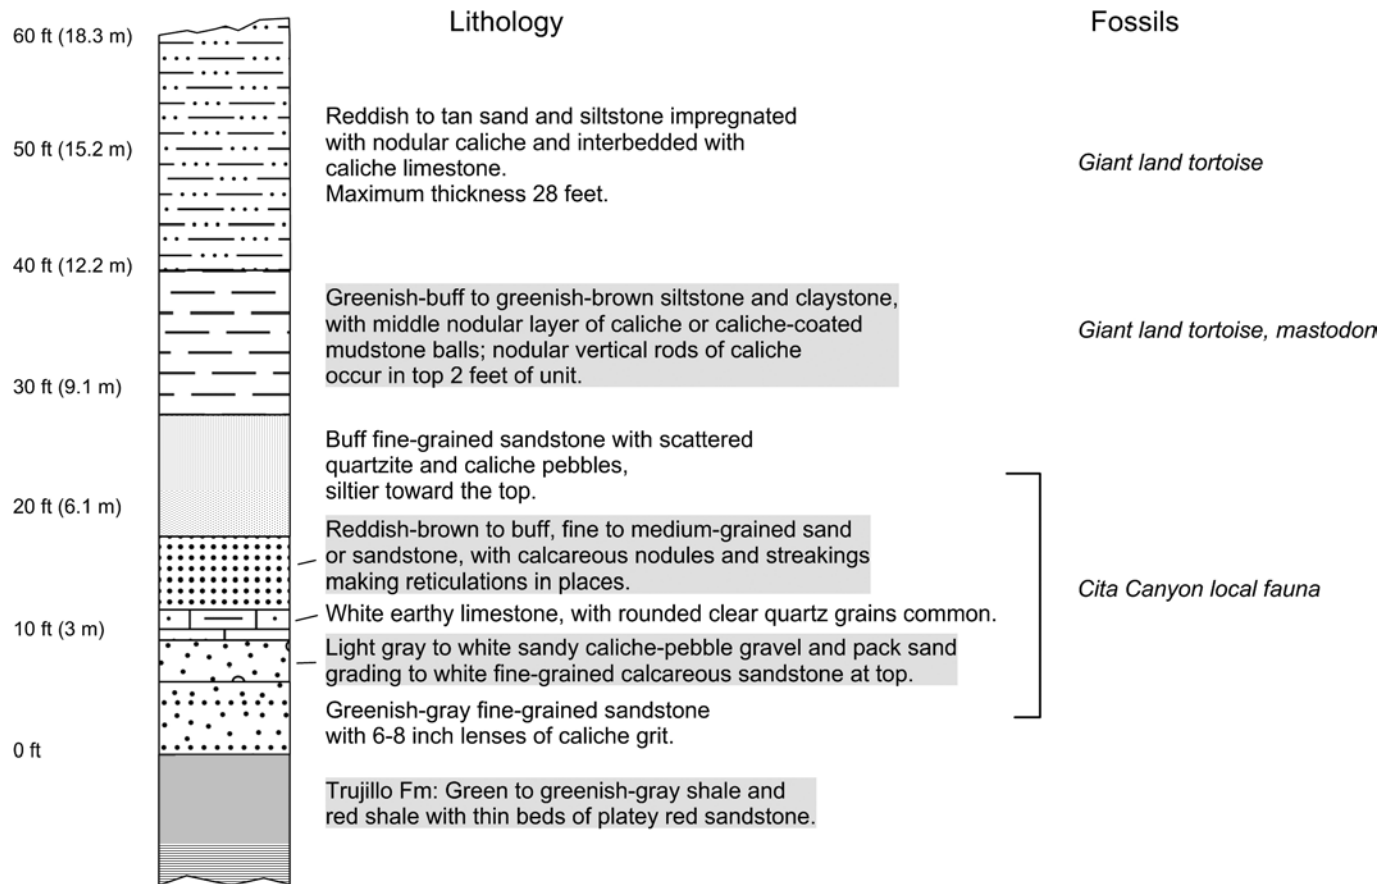 Lithology
Fossils
60 ft (18.3 m)
Reddish to tan sand and siltstone impregnated
with nodular caliche and interbedded with
caliche limestone.
Maximum thickness 28 feet.
50 ft (15.2 m)
Giant land tortoise
40 ft (12.2 m)
Greenish-buff to greenish-brown siltstone and claystone,
with middle nodular layer of caliche or caliche-coated
mudstone balls; nodular vertical rods of caliche
occur in top 2 feet of unit.
Giant land tortoise, mastodon
30 ft (9.1 m)
Buff fine-grained sandstone with scattered
quartzite and caliche pebbles,
siltier toward the top.
20 ft (6.1 m)
Reddish-brown to buff, fine to medium-grained sand
or sandstone, with calcareous nodules and streakings
making reticulations in places.
Cita Canyon local fauna
White earthy limestone, with rounded clear quartz grains common.
10 ft (3 m)
Light gray to white sandy caliche-pebble gravel and pack sand
grading to white fine-grained calcareous sandstone at top.
Greenish-gray fine-grained sandstone
with 6-8 inch lenses of caliche grit.
0 ft
Trujillo Fm: Green to greenish-gray shale and
red shale with thin beds of platey red sandstone.